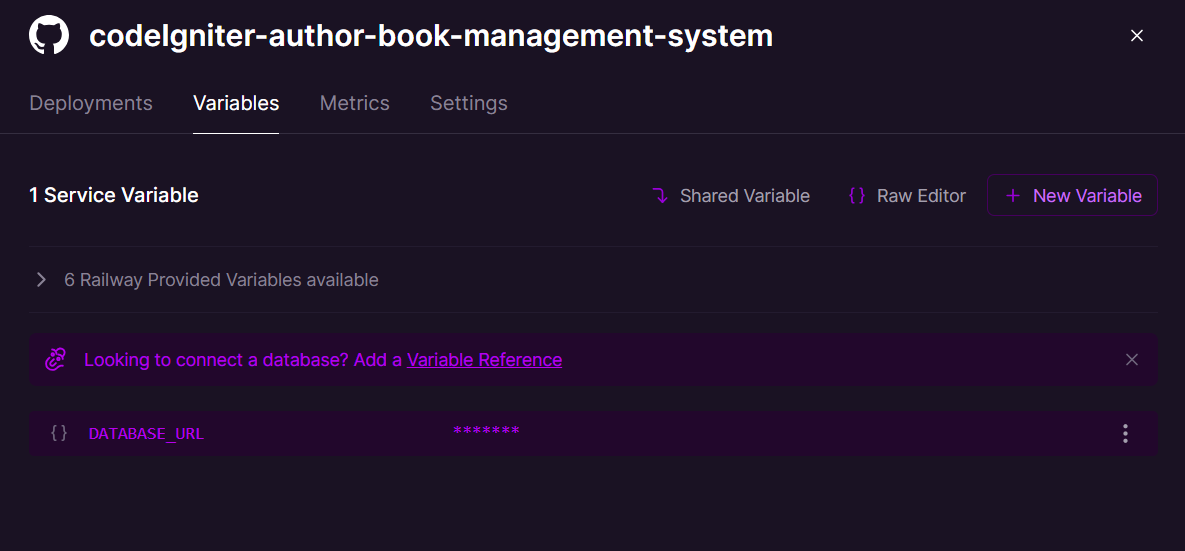 codeIgniter-author-book-management-system
Deployments Variables Metrics Settings
1 Service Variable Shared Variable {} Raw Editor + New Variable
6 Railway Provided Variables available
Looking to connect a database? Add a Variable Reference
{} DATABASE_URL *******